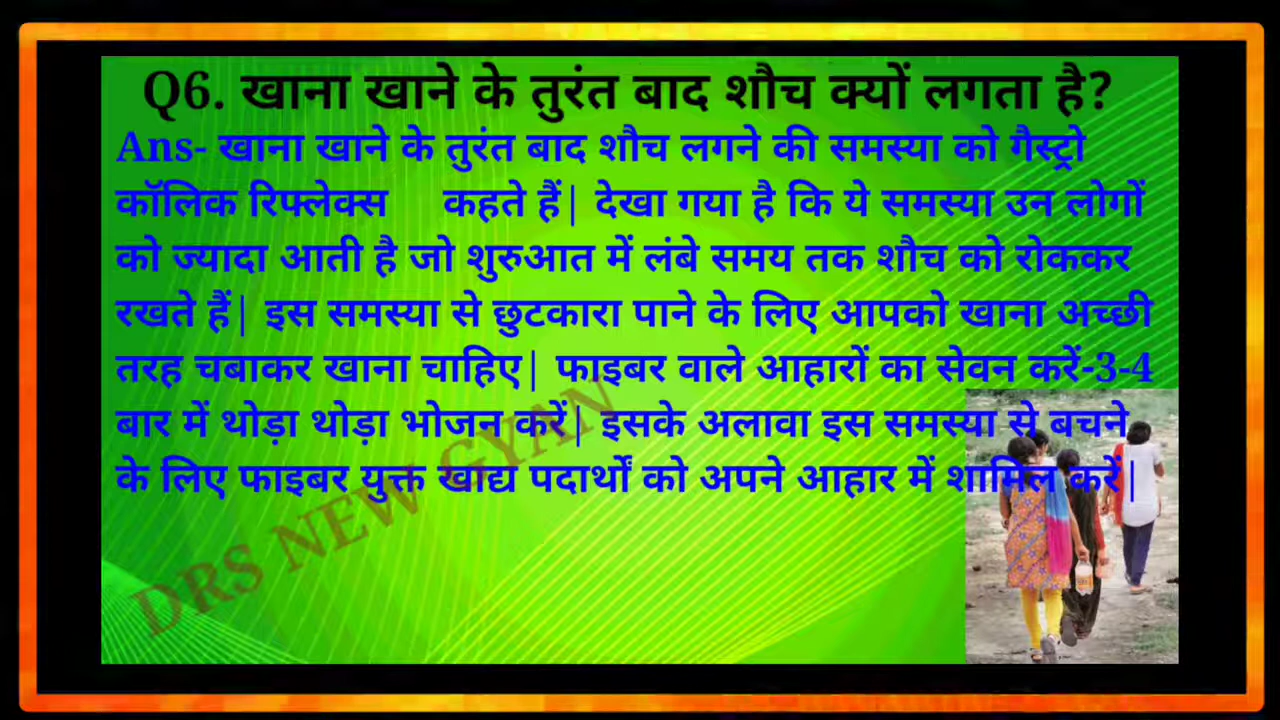 Q6. खाना खाने के तुरंत बाद शौच क्यों लगता है?
Ans- खाना खाने के तुरंत बाद शौच लगने की समस्या को गैस्ट्रो
कॉलिक रिफ्लेक्स कहते हैं| देखा गया है कि ये समस्या उन लोगों
को ज्यादा आती है जो शुरुआत में लंबे समय तक शौच को रोककर
रखते हैं| इस समस्या से छुटकारा पाने के लिए आपको खाना अच्छी
तरह चबाकर खाना चाहिए| फाइबर वाले आहारों का सेवन करें-3-4
बार में थोड़ा थोड़ा भोजन करें| इसके अलावा इस समस्या से बचने
के लिए फाइबर युक्त खाद्य पदार्थों को अपने आहार में शामिल करें|
DRS NEW GYAN